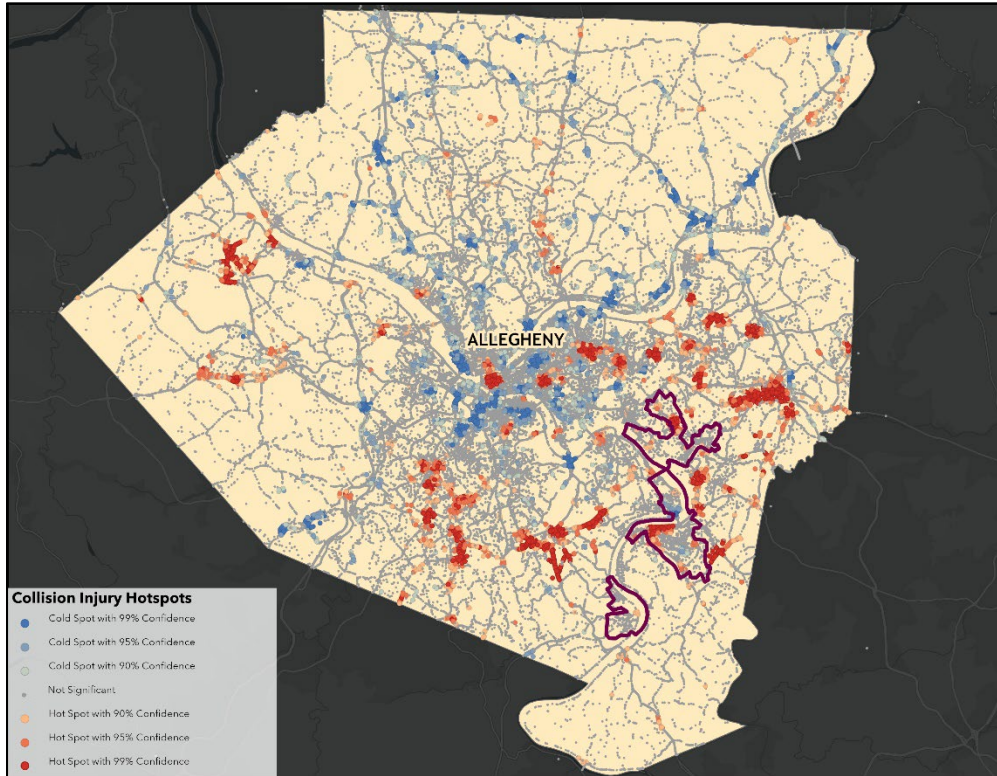 ALLEGHENY
Collision Injury Hotspots
Cold Spot with 99% Confidence
Cold Spot with 95% Confidence
Cold Spot with 90% Confidence
Not Significant
Hot Spot with 90% Confidence
Hot Spot with 95% Confidence
Hot Spot with 99% Confidence